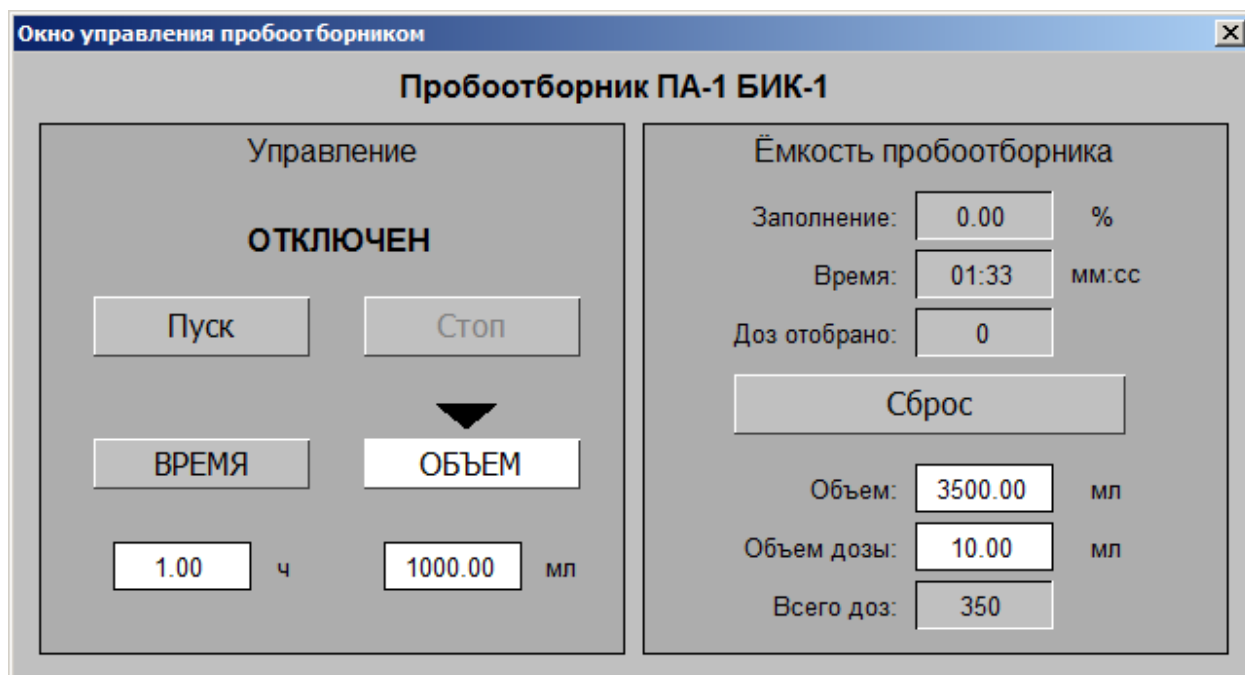 Окно управления пробоотборником
Пробоотборник ПА-1 БИК-1
Управление
ОТКЛЮЧЕН
Пуск Стоп
ВРЕМЯ ОБЪЕМ
1.00 ч 1000.00 мл
Ёмкость пробоотборника
Заполнение: 0.00 %
Время: 01:33 мм:сс
Доз отобрано: 0
Сброс
Объем: 3500.00 мл
Объем дозы: 10.00 мл
Всего доз: 350